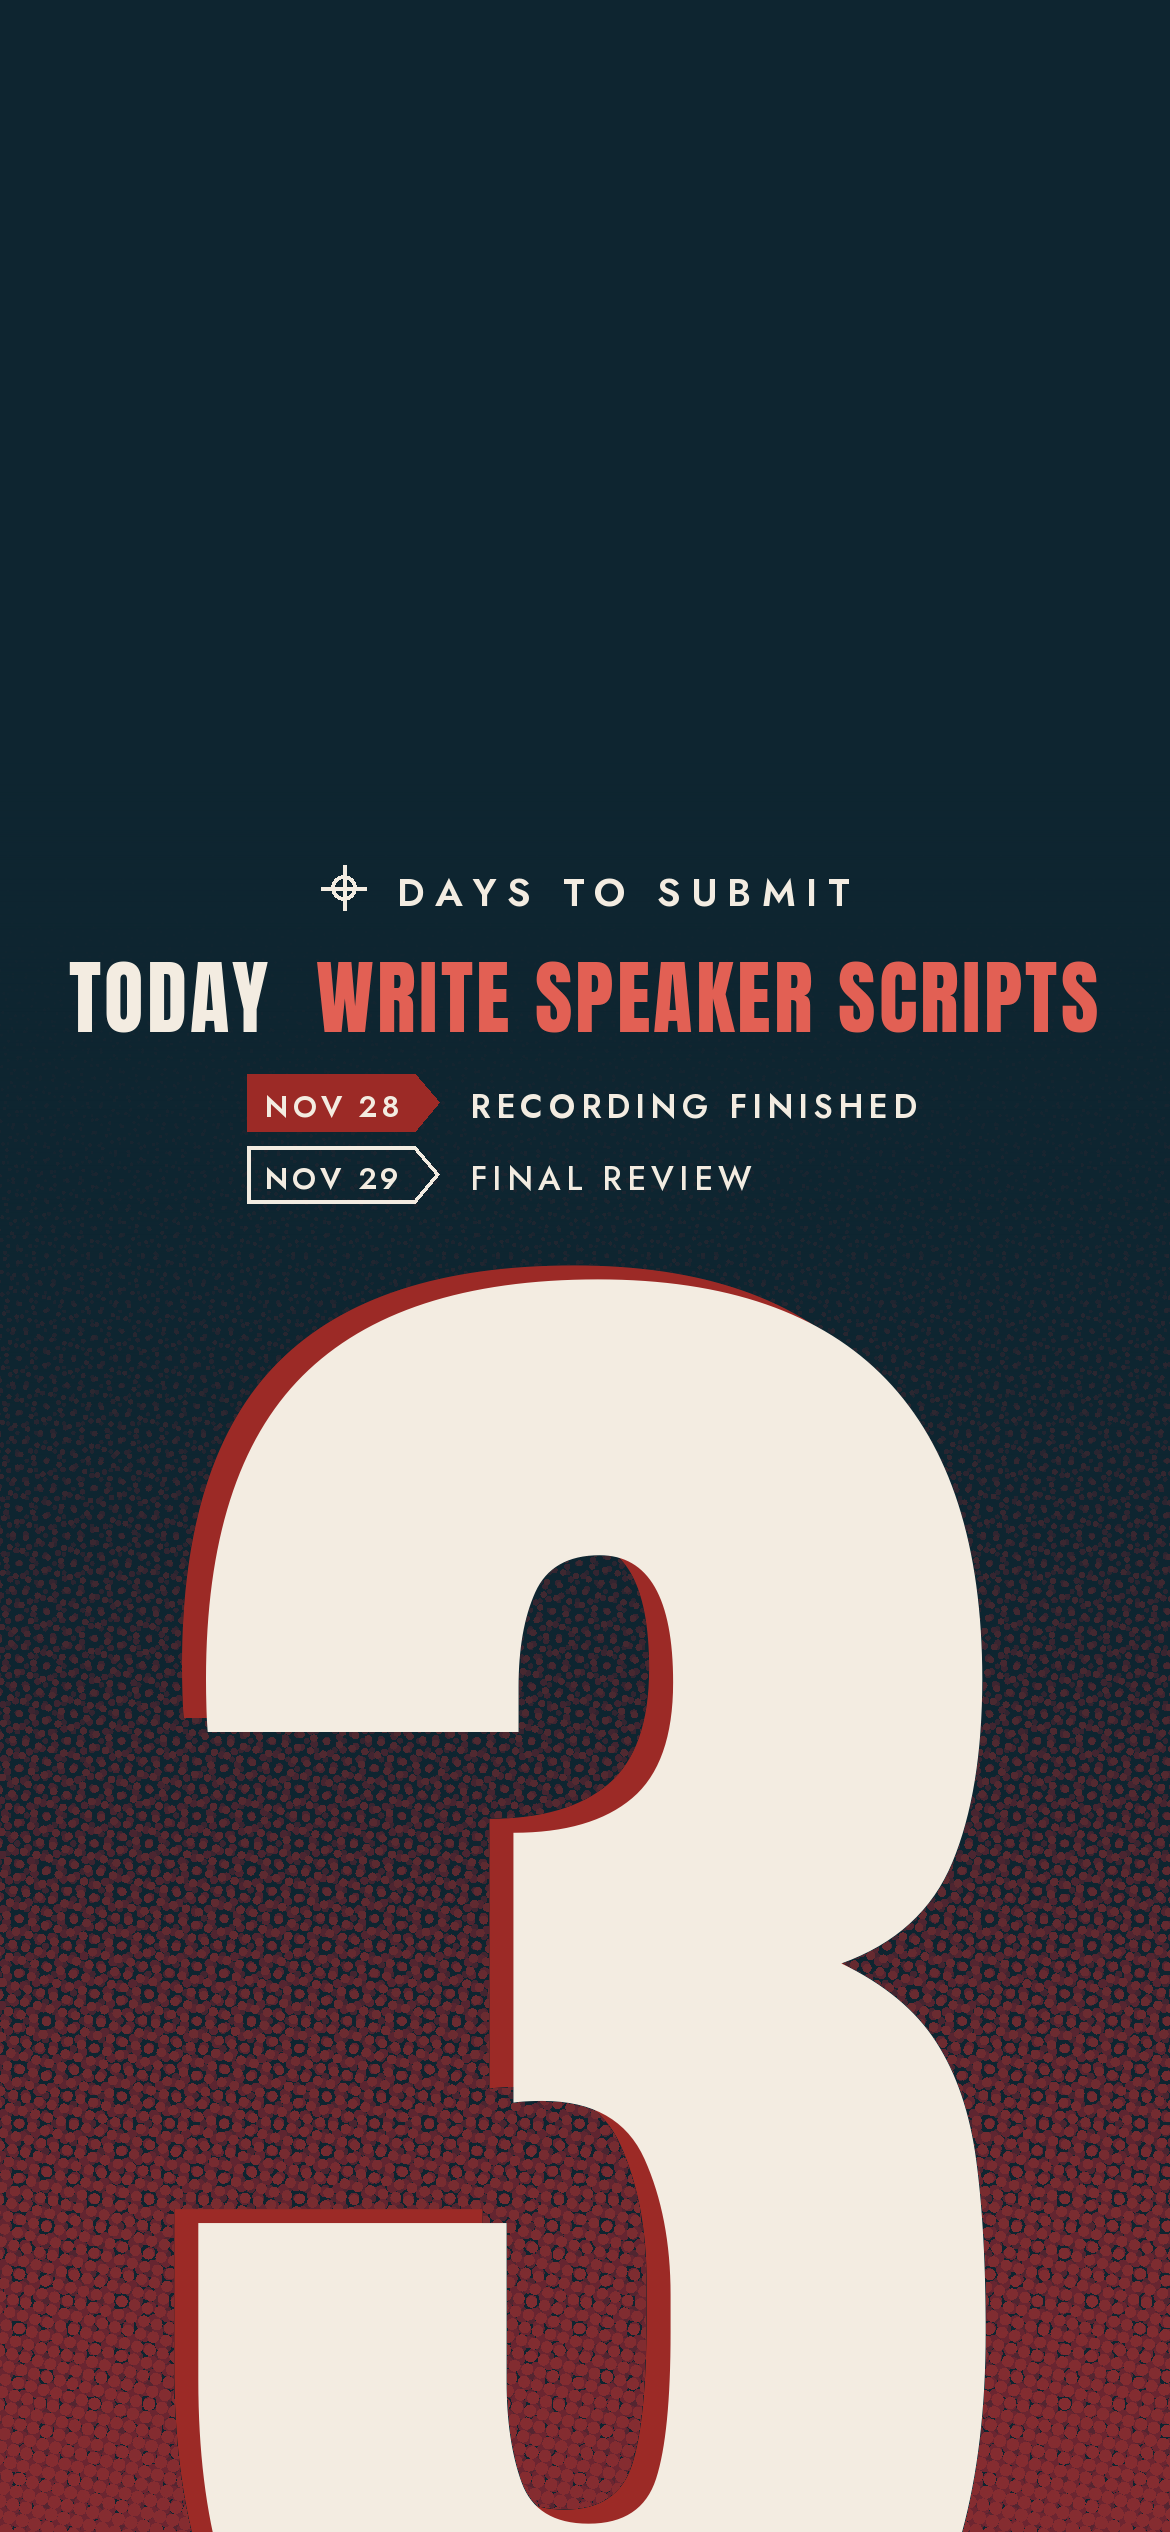 DAYS TO SUBMIT
TODAY WRITE SPEAKER SCRIPTS
NOV 28 RECORDING FINISHED
NOV 29 FINAL REVIEW
3